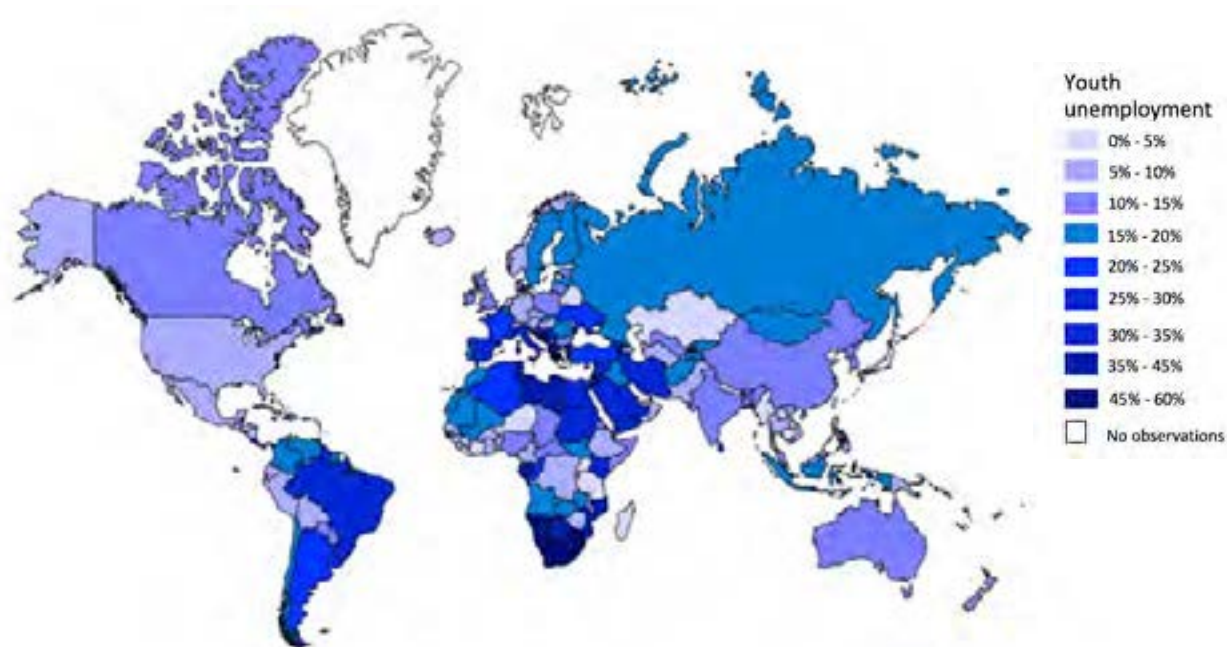 Youth
unemployment
0% - 5%
5% - 10%
10% - 15%
15% - 20%
20% - 25%
25% - 30%
30% - 35%
35% - 45%
45% - 60%
No observations